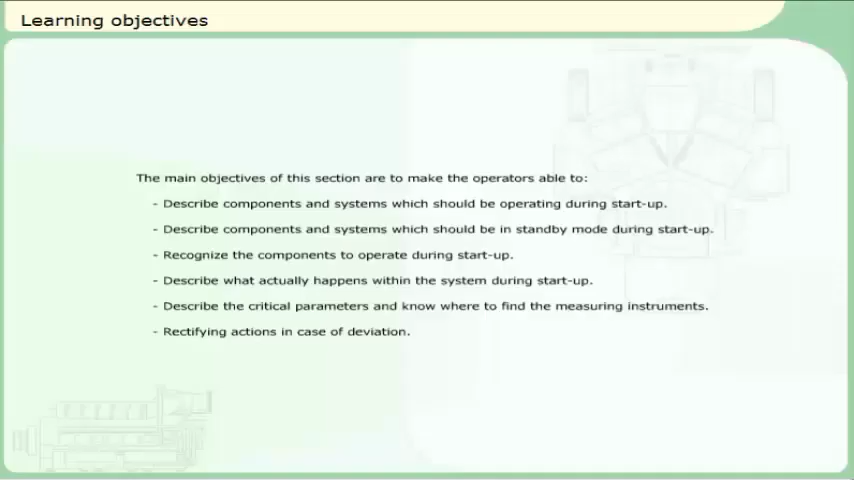 Learning objectives
The main objectives of this section are to make the operators able to:
- Describe components and systems which should be operating during start-up.
- Describe components and systems which should be in standby mode during start-up.
- Recognize the components to operate during start-up.
- Describe what actually happens within the system during start-up.
- Describe the critical parameters and know where to find the measuring instruments.
- Rectifying actions in case of deviation.